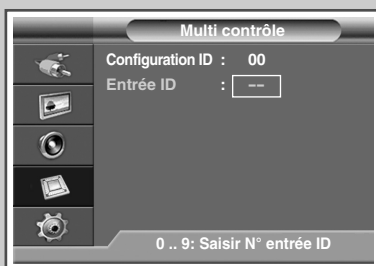 Multi contrôle
Configuration ID : 00
Entrée ID : --
0 .. 9: Saisir N° entrée ID